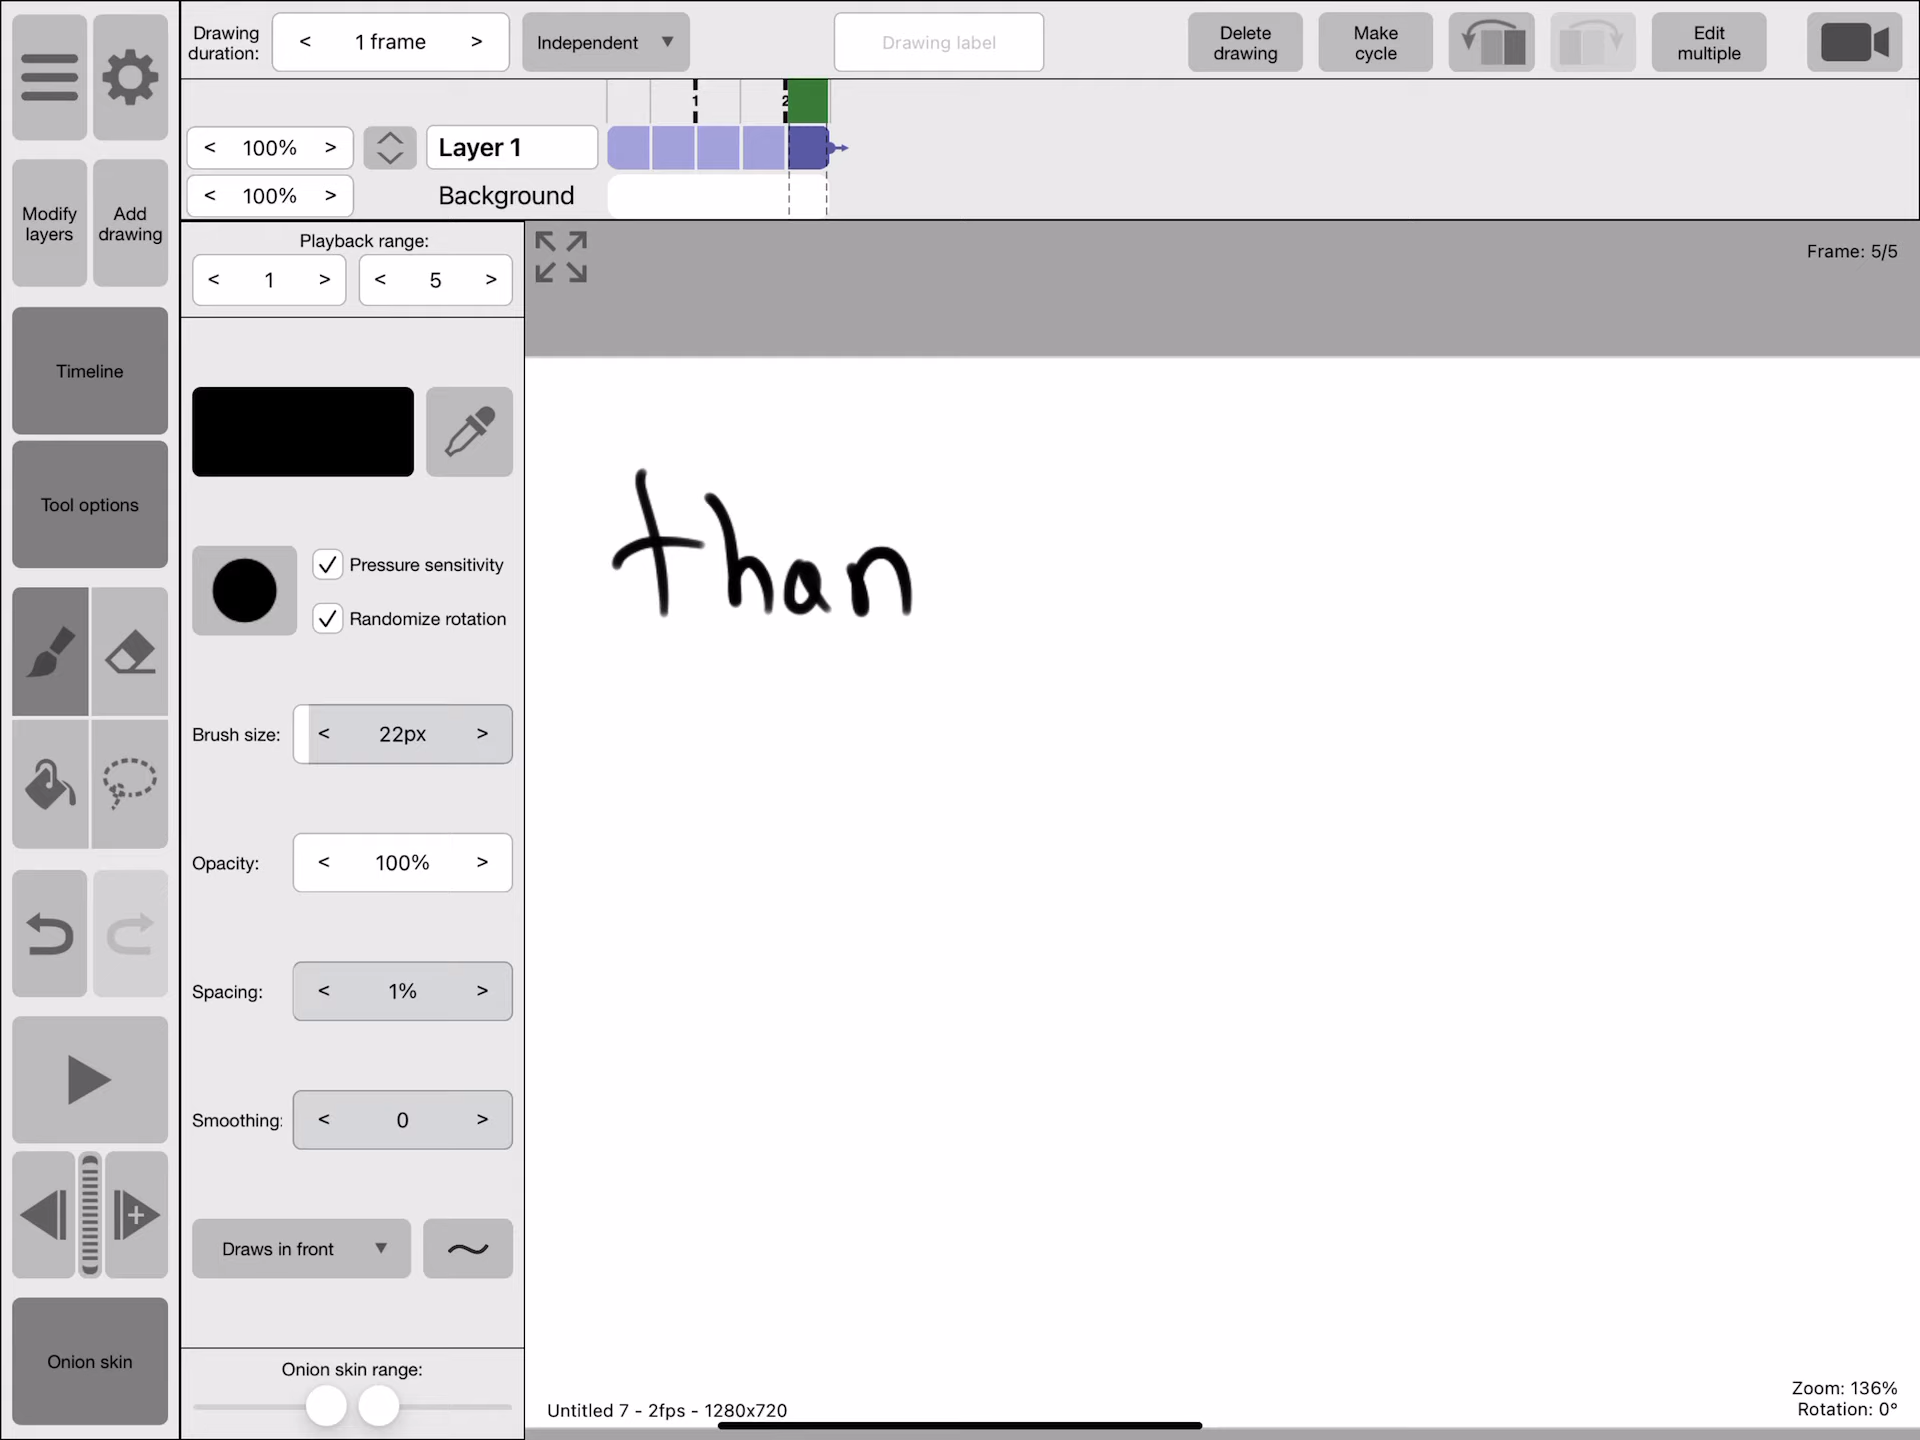 Drawing duration: < 1 frame > Independent ▼ Drawing label Delete drawing Make cycle Edit multiple
1 2
< 100% > Layer 1
< 100% > Background
Modify layers Add drawing
Playback range:
< 1 > < 5 >
Frame: 5/5
Timeline
Tool options
than
Pressure sensitivity
Randomize rotation
Brush size: < 22px >
Opacity: < 100% >
Spacing: < 1% >
Smoothing: < 0 >
Draws in front ▼
Onion skin
Onion skin range:
Untitled 7 - 2fps - 1280x720
Zoom: 136%
Rotation: 0°